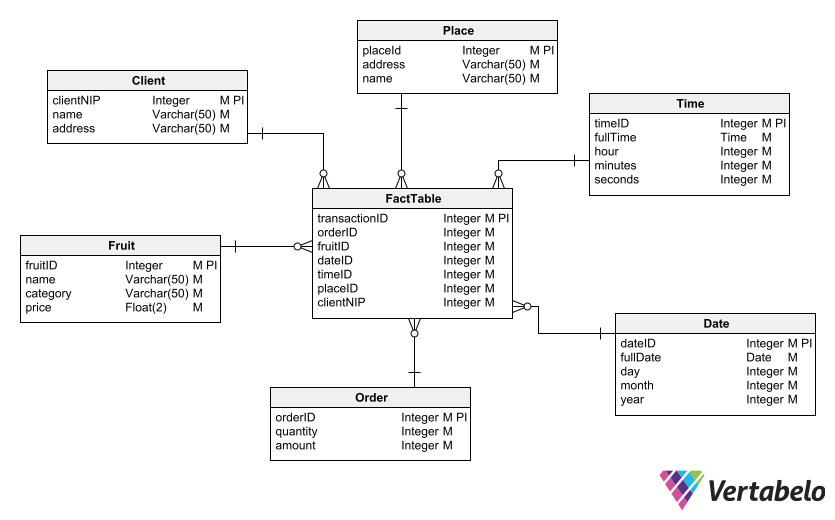 Place
placeId Integer M PI
address Varchar(50) M
name Varchar(50) M
Client
clientNIP Integer M PI
name Varchar(50) M
address Varchar(50) M
Time
timeID Integer M PI
fullTime Time M
hour Integer M
minutes Integer M
seconds Integer M
FactTable
transactionID Integer M PI
orderID Integer M
fruitID Integer M
dateID Integer M
timeID Integer M
placeID Integer M
clientNIP Integer M
Fruit
fruitID Integer M PI
name Varchar(50) M
category Varchar(50) M
price Float(2) M
Date
dateID Integer M PI
fullDate Date M
day Integer M
month Integer M
year Integer M
Order
orderID Integer M PI
quantity Integer M
amount Integer M
Vertabelo